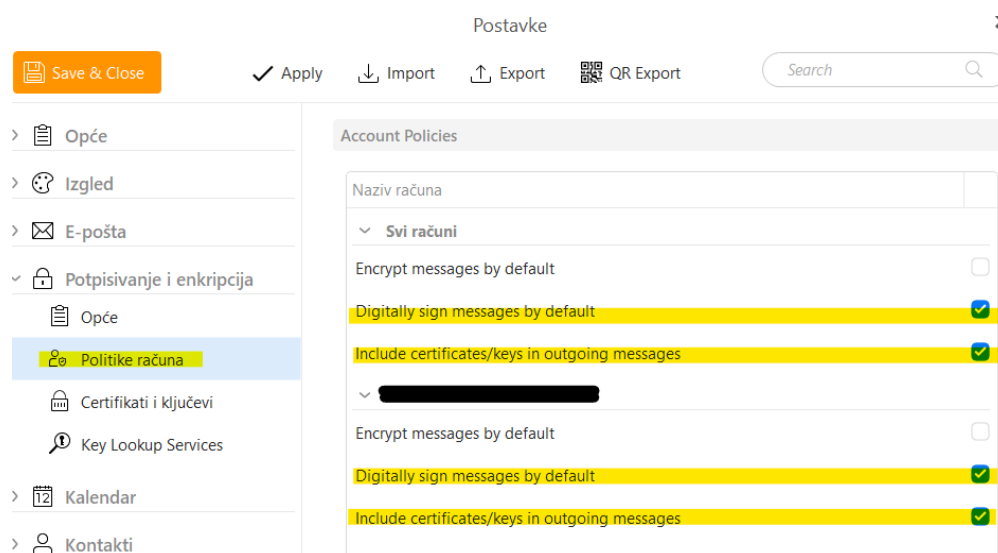 Postavke
Save & Close
Apply
Import
Export
QR Export
Search
Opće
Izgled
E-pošta
Potpisivanje i enkripcija
Opće
Politike računa
Certifikati i ključevi
Key Lookup Services
Kalendar
12
Kontakti
Account Policies
Naziv računa
Svi računi
Encrypt messages by default
Digitally sign messages by default
Include certificates/keys in outgoing messages
Encrypt messages by default
Digitally sign messages by default
Include certificates/keys in outgoing messages